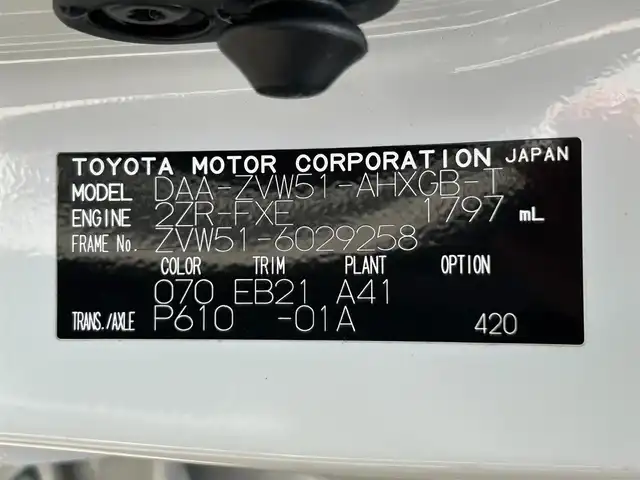 TOYOTA MOTOR CORPORATION JAPAN
MODEL DAA-ZVW51-AHXGB-T
ENGINE 2ZR-FXE 1797 mL
FRAME No. ZVW51-6029258
COLOR TRIM PLANT OPTION
070 EB21 A41
TRANS./AXLE P610 -01A 420